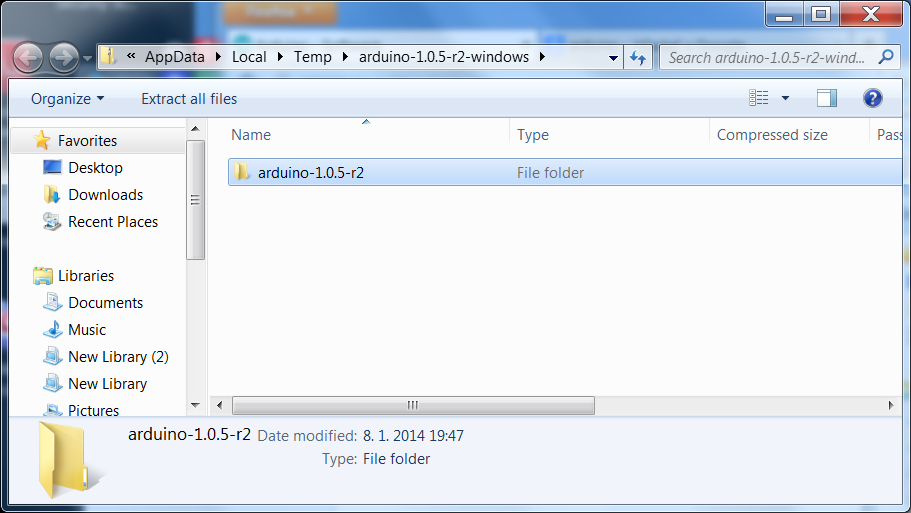 « AppData Local Temp arduino-1.0.5-r2-windows
Search arduino-1.0.5-r2-wind...
Organize Extract all files
Name Type Compressed size Pass
Favorites
Desktop
Downloads
Recent Places
Libraries
Documents
Music
New Library (2)
New Library
Pictures
arduino-1.0.5-r2 File folder
arduino-1.0.5-r2 Date modified: 8. 1. 2014 19:47
Type: File folder